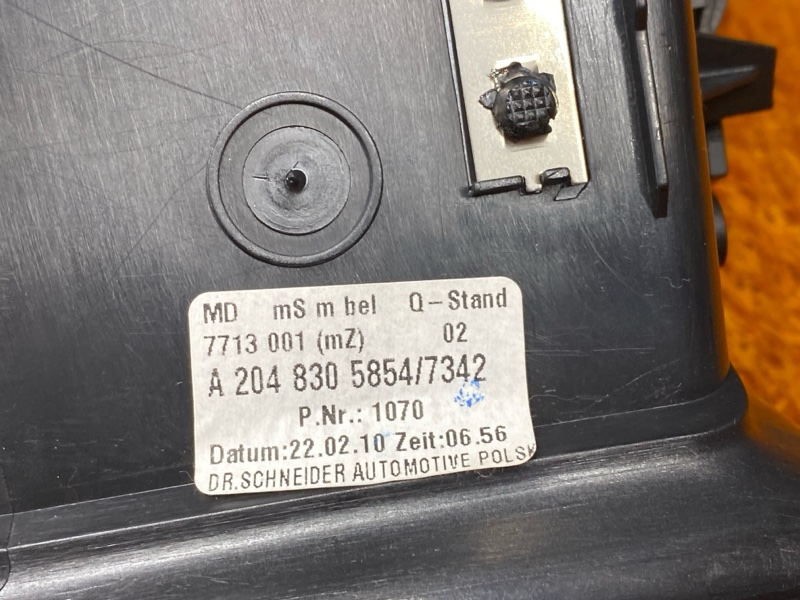 MD mS m bel Q-Stand
7713 001 (mZ) 02
A 204 830 5854/7342
P.Nr.: 1070
Datum:22.02.10 Zeit:06.56
DR.SCHNEIDER AUTOMOTIVE POLSK